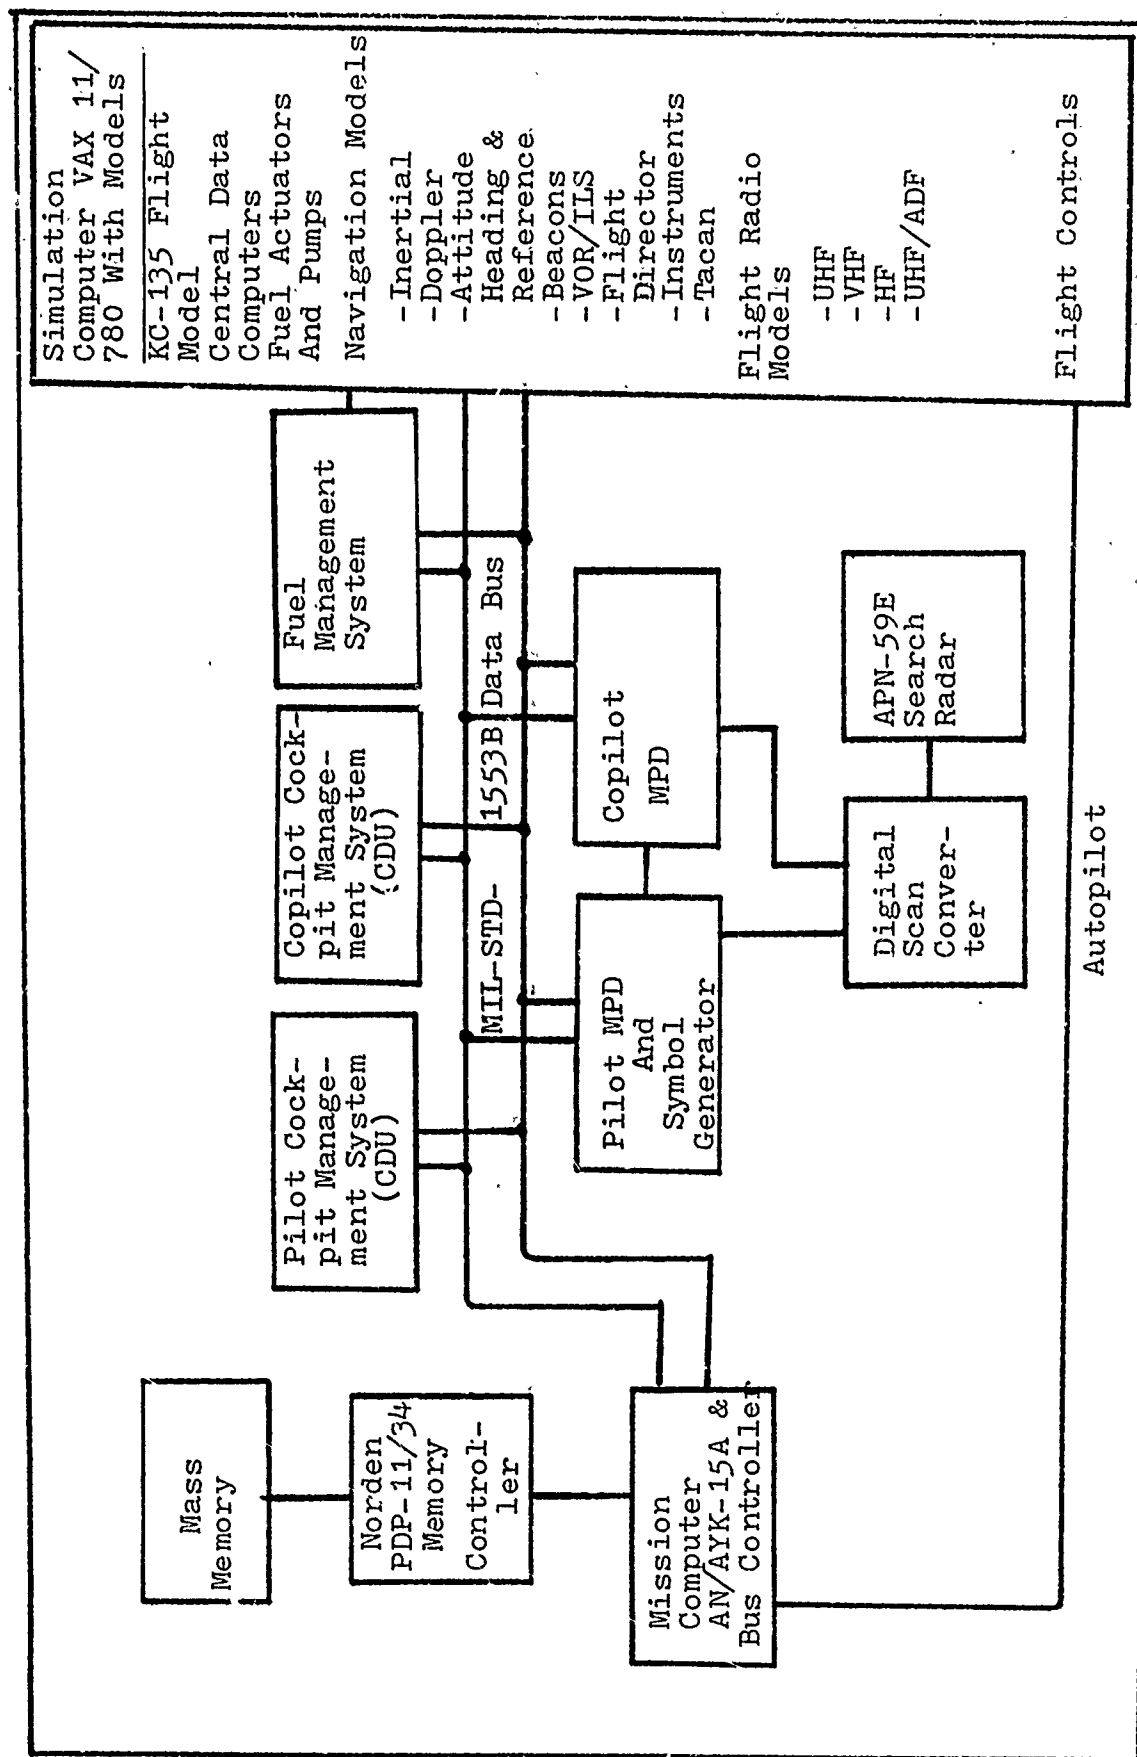 Mass
Memory
Norden
PDP-11/34
Memory
Control-
ler
Mission
Computer
AN/AYK-15A &
Bus Controller
Pilot Cock-
pit Manage-
ment System
(CDU)
Copilot Cock-
pit Manage-
ment System
(CDU)
Fuel
Management
System
MIL-STD-1553B Data Bus
Pilot MPD
And
Symbol
Generator
Copilot
MPD
Digital
Scan
Conver-
ter
APN-59E
Search
Radar
Autopilot
Simulation
Computer VAX 11/
780 With Models
KC-135 Flight
Model
Central Data
Computers
Fuel Actuators
And Pumps
Navigation Models
-Inertial
-Doppler
-Attitude
Heading &
Reference
-Beacons
-VOR/ILS
-Flight
Director
-Instruments
-Tacan
Flight Radio
Models
-UHF
-VHF
-HF
-UHF/ADF
Flight Controls